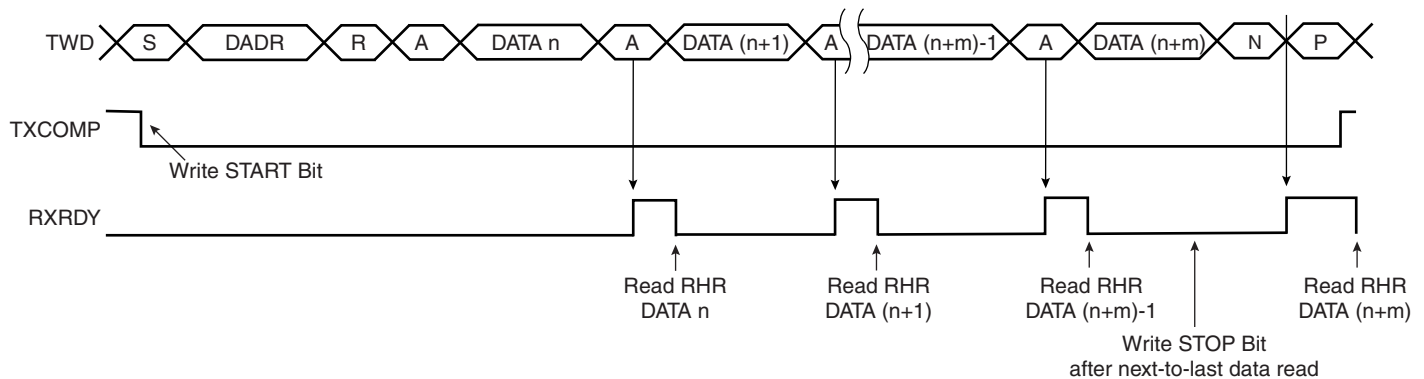 TWD S DADR R A DATA n A DATA (n+1) A DATA (n+m)-1 A DATA (n+m) N P
TXCOMP
Write START Bit
RXRDY
Read RHR
DATA n
Read RHR
DATA (n+1)
Read RHR
DATA (n+m)-1
Read RHR
DATA (n+m)
Write STOP Bit
after next-to-last data read